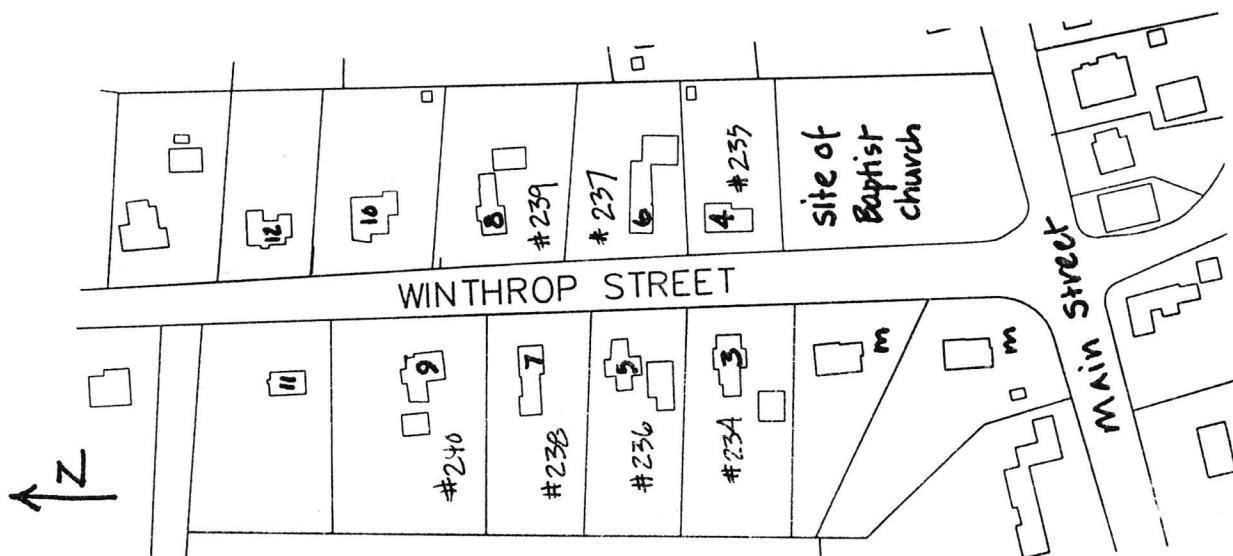 12
10
8
#239
#237
6
4
#235
Site of
Baptist
church
WINTHROP STREET
Main Street
11
9
#240
7
#238
5
#236
3
#234
m
m
N